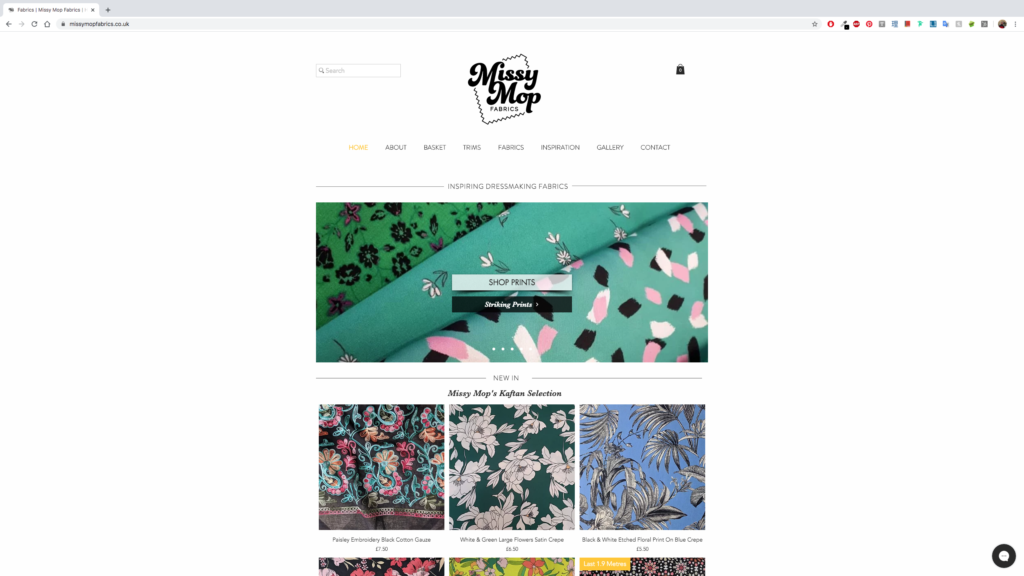 Fabrics | Missy Mop Fabrics |
missymopfabrics.co.uk
Search
Missy
Mop
FABRICS
0
HOME ABOUT BASKET TRIMS FABRICS INSPIRATION GALLERY CONTACT
INSPIRING DRESSMAKING FABRICS
SHOP PRINTS
Striking Prints >
NEW IN
Missy Mop's Kaftan Selection
Paisley Embroidery Black Cotton Gauze
£7.50
White & Green Large Flowers Satin Crepe
£6.50
Black & White Etched Floral Print On Blue Crepe
£5.50
Last 1.9 Metres